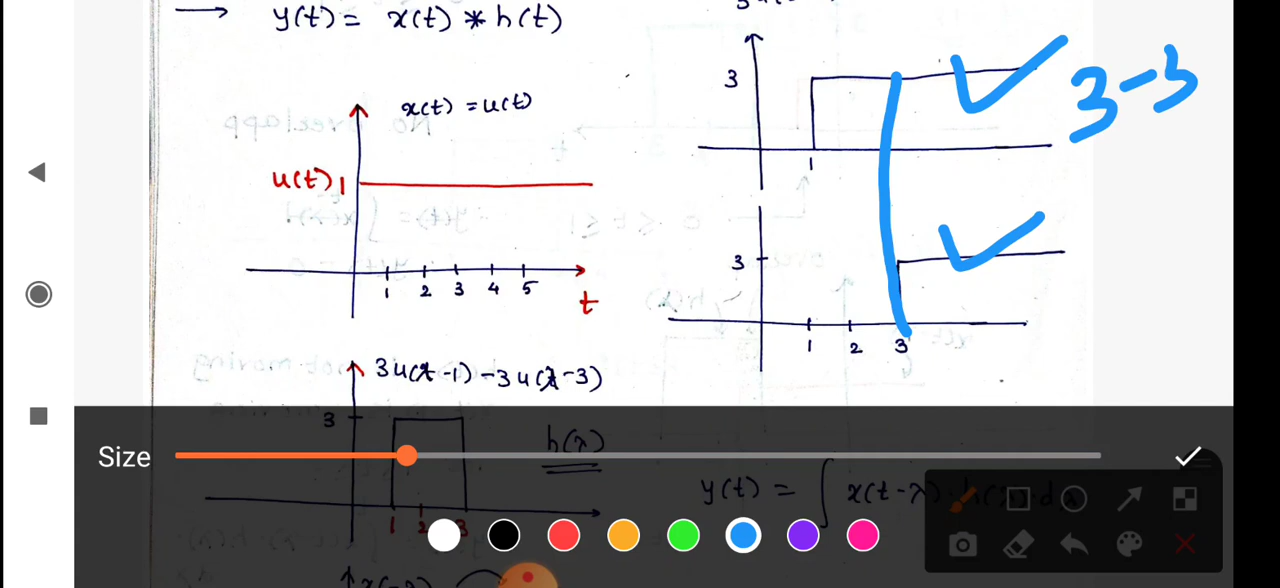 y(t) = x(t) * h(t)
x(t) = u(t)
u(t) 1
1 2 3 4 5
t
3
1
3-3
3
1 2 3
3u(t-1) - 3u(λ-3)
3
h(λ)
1 2 3
y(t) = ∫ x(t-λ) h(λ) dλ
Size